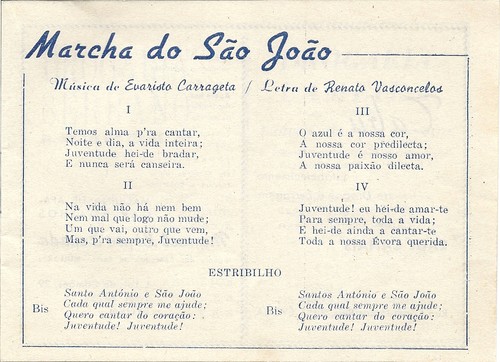 Marcha do São João
Música de Evaristo Carrageta / Letra de Renato Vasconcelos
I
Temos alma p'ra cantar,
Noite e dia, a vida inteira;
Juventude hei-de bradar,
E nunca será canseira.
II
Na vida não há nem bem
Nem mal que logo não mude;
Um que vai, outro que vem,
Mas, p'ra sempre, Juventude!
III
O azul é a nossa cor,
A nossa cor predilecta;
Juventude é nosso amor,
A nossa paixão dilecta.
IV
Juventude! eu hei-de amar-te
Para sempre, toda a vida;
E hei-de ainda a cantar-te
Toda a nossa Évora querida.
ESTRIBILHO
Bis
Santo António e São João
Cada qual sempre me ajude;
Quero cantar do coração:
Juventude! Juventude!
Bis
Santos António e São João
Cada qual sempre me ajude;
Quero cantar do coração:
Juventude! Juventude!